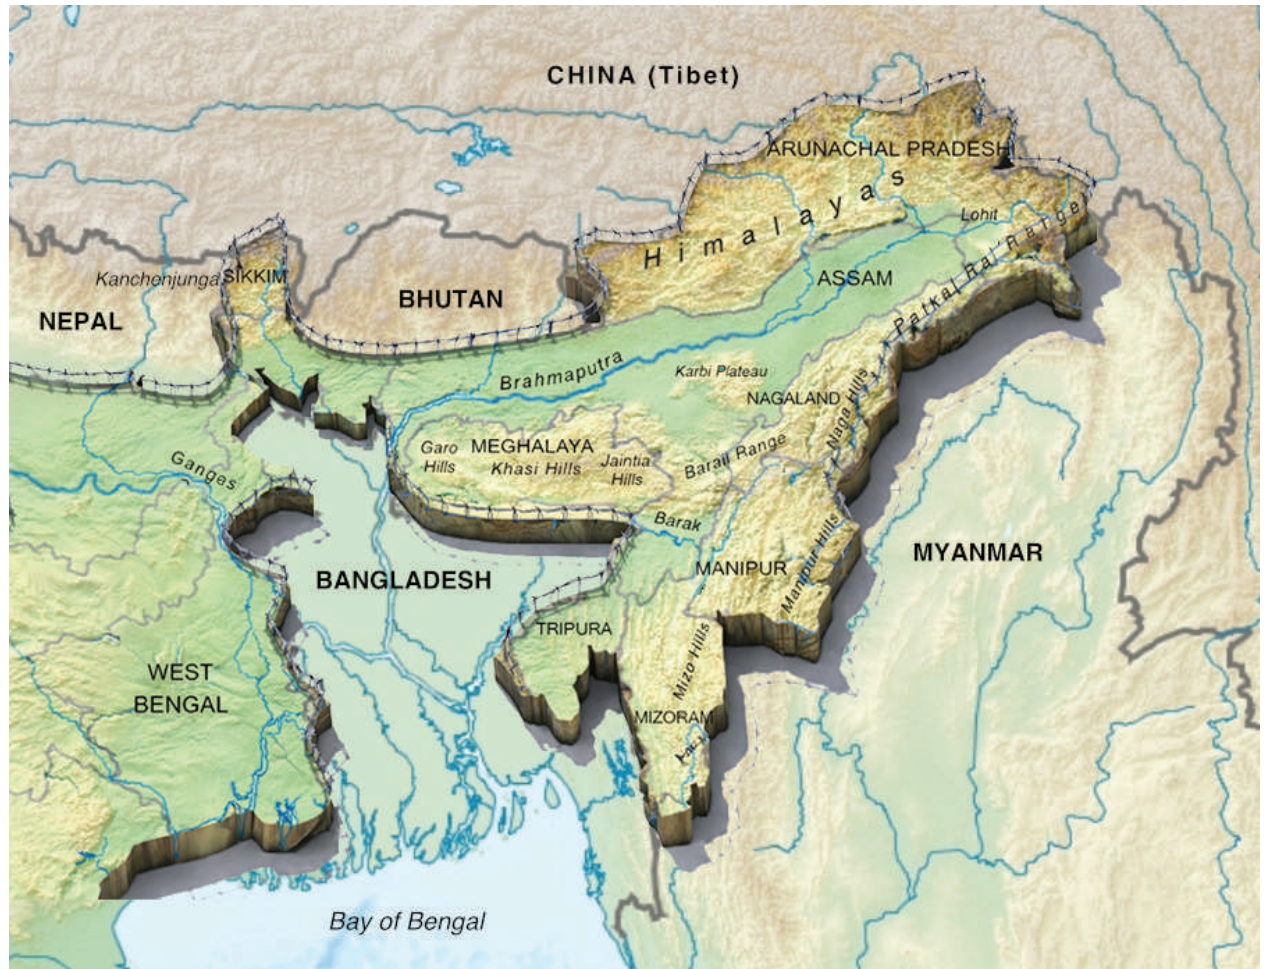 CHINA (Tibet)
ARUNACHAL PRADESH
Himalayas
Lohit
Kanchenjunga
SIKKIM
BHUTAN
ASSAM
Patkai Range
NEPAL
Brahmaputra
Karbi Plateau
NAGALAND
Naga Hills
Garo
Hills
MEGHALAYA
Khasi Hills
Jaintia
Hills
Barail Range
Ganges
Barak
MANIPUR
Manipur Hills
MYANMAR
BANGLADESH
TRIPURA
Mizo Hills
WEST
BENGAL
MIZORAM
Bay of Bengal